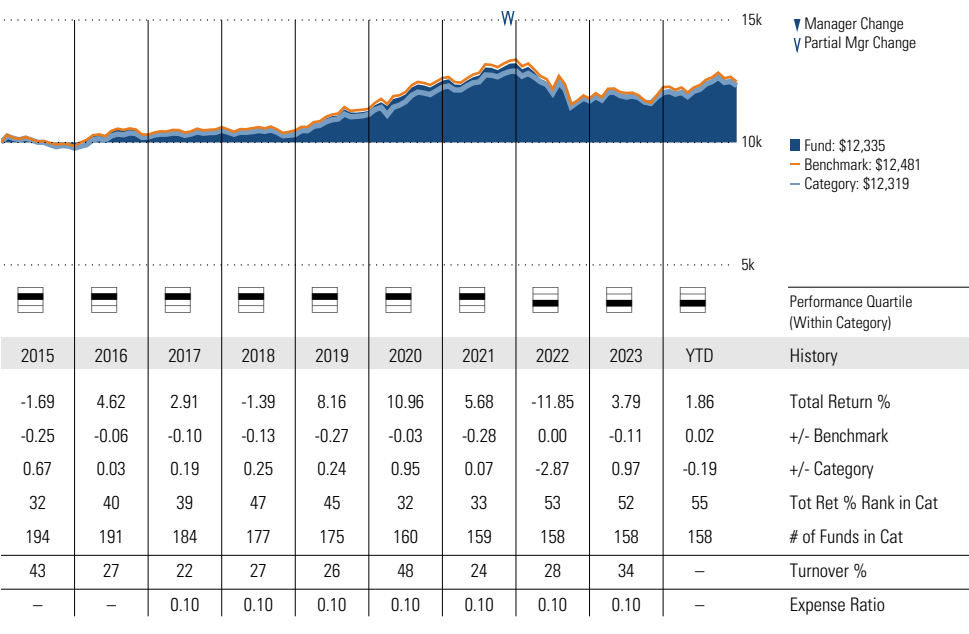 W
15k
▼ Manager Change
V Partial Mgr Change
10k
Fund: $12,335
Benchmark: $12,481
Category: $12,319
5k
Performance Quartile
(Within Category)
2015 2016 2017 2018 2019 2020 2021 2022 2023 YTD History
-1.69 4.62 2.91 -1.39 8.16 10.96 5.68 -11.85 3.79 1.86 Total Return %
-0.25 -0.06 -0.10 -0.13 -0.27 -0.03 -0.28 0.00 -0.11 0.02 +/- Benchmark
0.67 0.03 0.19 0.25 0.24 0.95 0.07 -2.87 0.97 -0.19 +/- Category
32 40 39 47 45 32 33 53 52 55 Tot Ret % Rank in Cat
194 191 184 177 175 160 159 158 158 158 # of Funds in Cat
43 27 22 27 26 48 24 28 34 – Turnover %
– – 0.10 0.10 0.10 0.10 0.10 0.10 0.10 – Expense Ratio